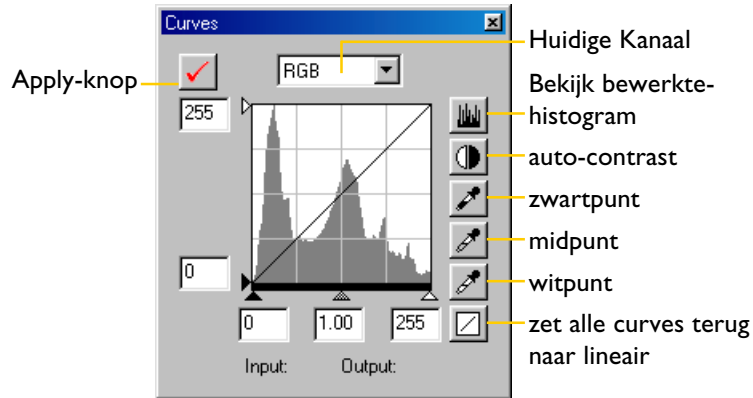 Curves
Apply-knop
RGB
Huidige Kanaal
255
Bekijk bewerkte-
histogram
auto-contrast
zwartpunt
midpunt
0
witpunt
0 1.00 255
zet alle curves terug
naar lineair
Input: Output: